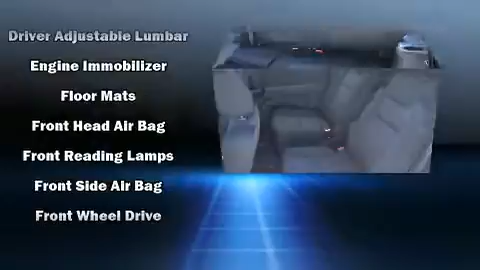 Driver Adjustable Lumbar
Engine Immobilizer
Floor Mats
Front Head Air Bag
Front Reading Lamps
Front Side Air Bag
Front Wheel Drive